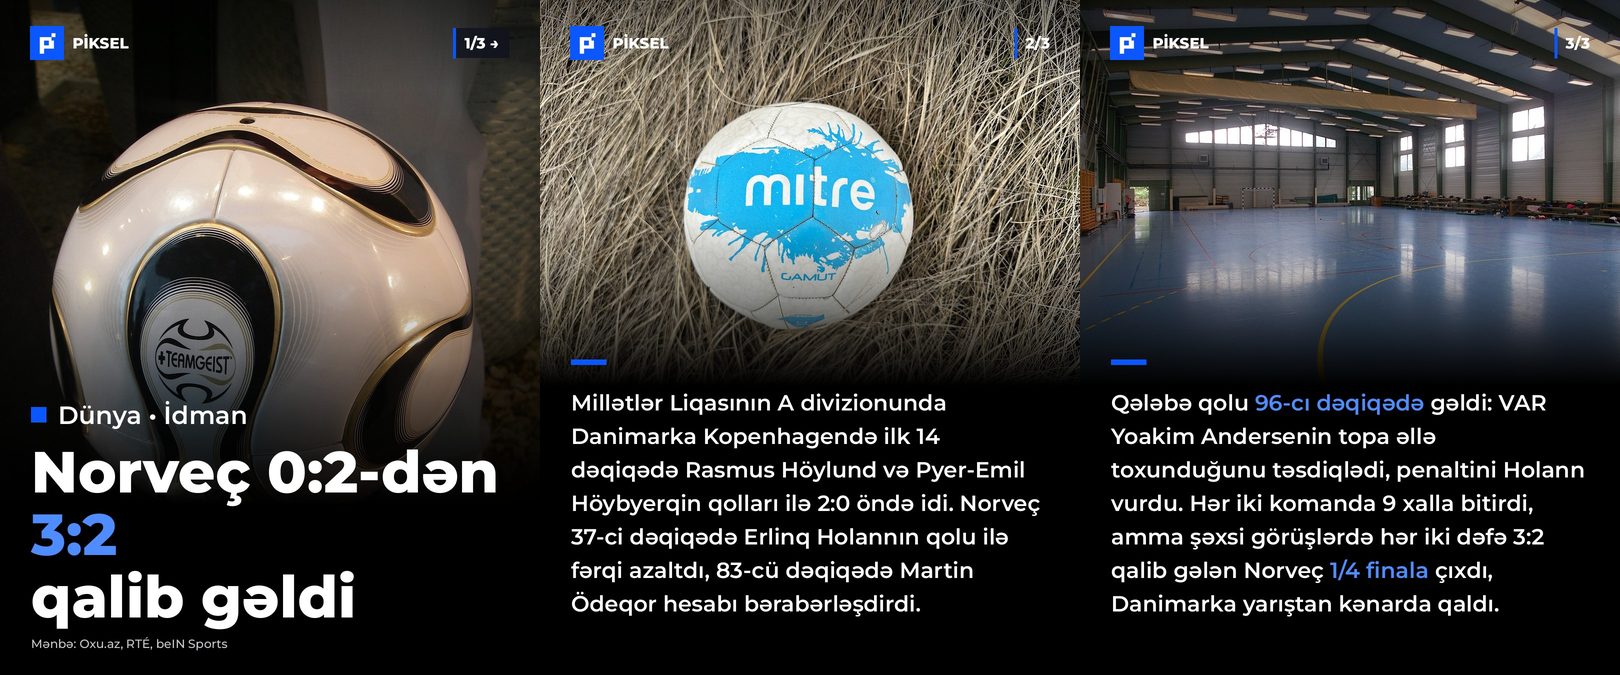 PİKSEL
1/3 →
+TEAMGEIST
Dünya • İdman
Norveç 0:2-dən
3:2
qalib gəldi
Mənbə: Oxu.az, RTÉ, beIN Sports
PİKSEL
2/3
mitre
GAMUT
Millətlər Liqasının A divizionunda
Danimarka Kopenhagendə ilk 14
dəqiqədə Rasmus Höylund və Pyer-Emil
Höybyerqin qolları ilə 2:0 öndə idi. Norveç
37-ci dəqiqədə Erlinq Holannın qolu ilə
fərqi azaltdı, 83-cü dəqiqədə Martin
Ödeqor hesabı bərabərləşdirdi.
PİKSEL
3/3
Qələbə qolu 96-cı dəqiqədə gəldi: VAR
Yoakim Andersenin topa əllə
toxunduğunu təsdiqlədi, penaltini Holann
vurdu. Hər iki komanda 9 xalla bitirdi,
amma şəxsi görüşlərdə hər iki dəfə 3:2
qalib gələn Norveç 1/4 finala çıxdı,
Danimarka yarıştan kənarda qaldı.